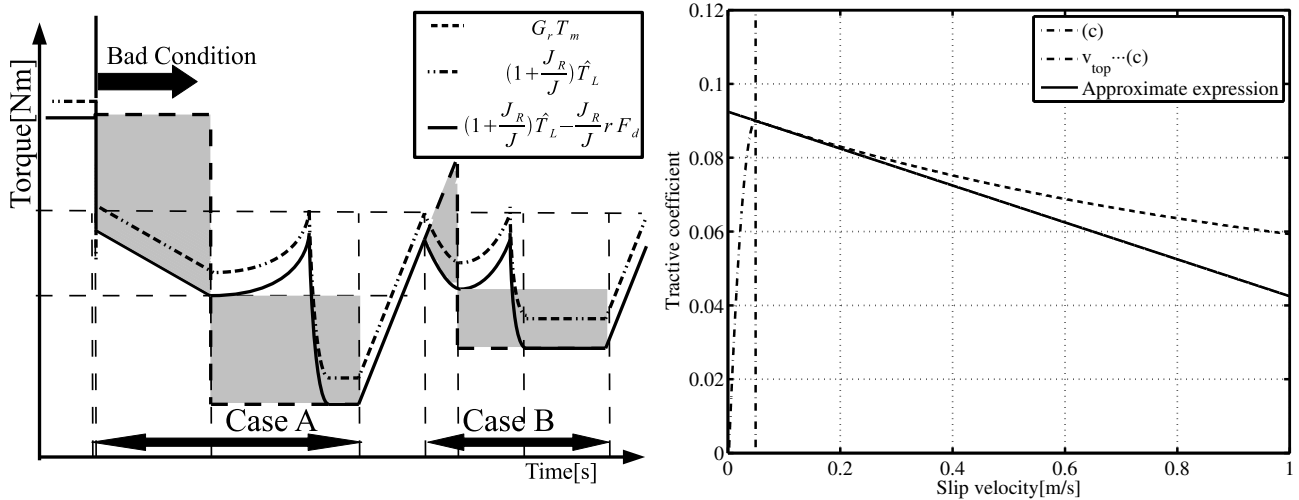 Torque[Nm]
Bad Condition
G_r T_m
(1+J_R/J)T̂_L
(1+J_R/J)T̂_L−J_R/J r F_d
Case A
Case B
Time[s]
Tractive coefficient
0.12
0.1
0.08
0.06
0.04
0.02
0
(c)
v_top···(c)
Approximate expression
0 0.2 0.4 0.6 0.8 1
Slip velocity[m/s]